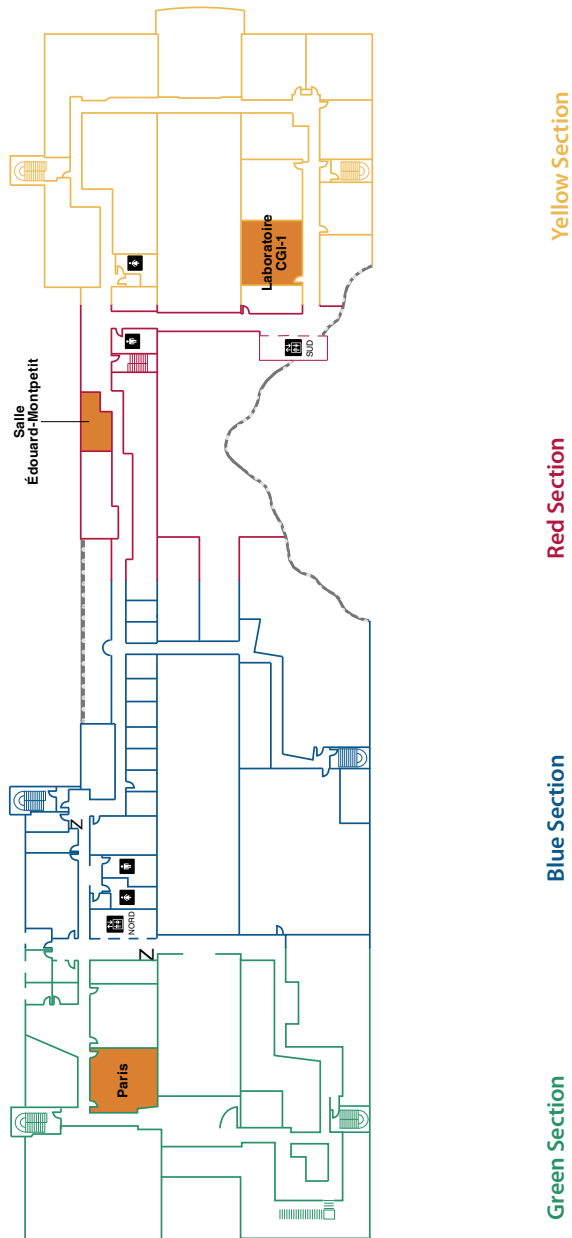 Salle
Édouard-Montpetit
Laboratoire
CGI-1
SUD
NORD
Z
Z
Paris
Green Section
Blue Section
Red Section
Yellow Section